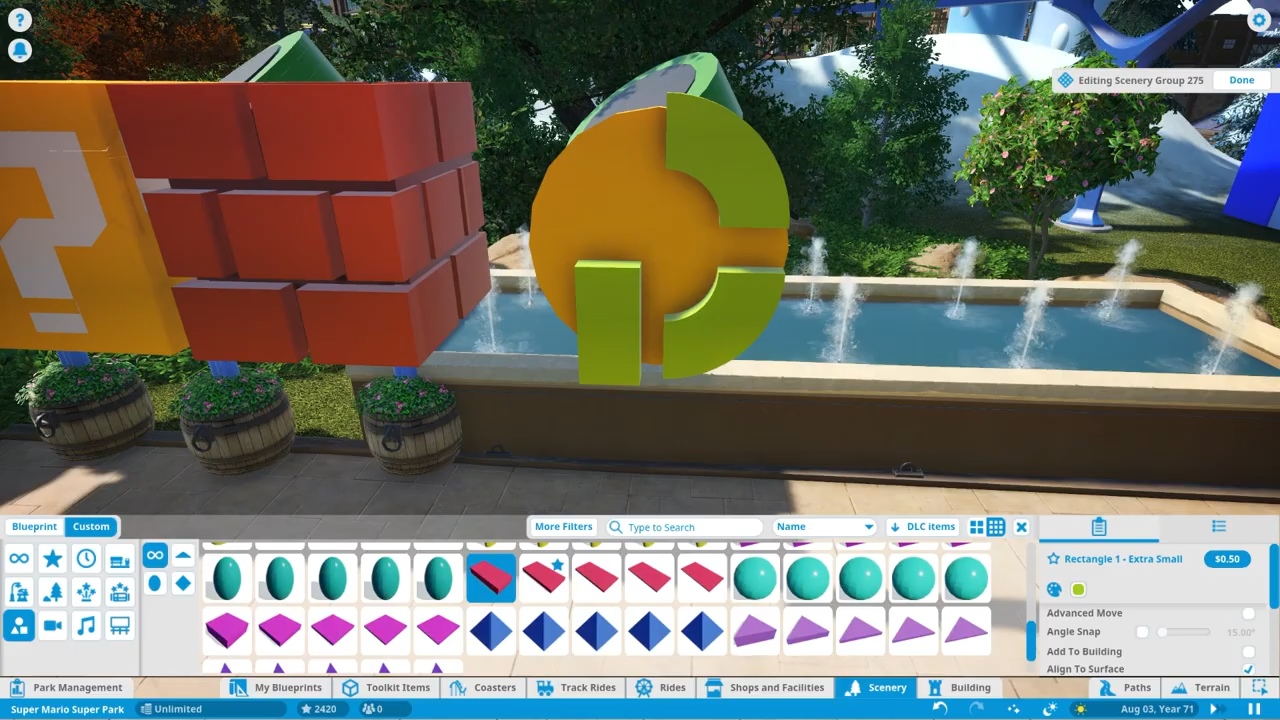 ?
?
Editing Scenery Group 275
Done
Blueprint
Custom
More Filters
Type to Search
Name
DLC items
Rectangle 1 - Extra Small
$0.50
Advanced Move
Angle Snap
15.00°
Add To Building
Align To Surface
Park Management
My Blueprints
Toolkit Items
Coasters
Track Rides
Rides
Shops and Facilities
Scenery
Building
Paths
Terrain
Super Mario Super Park
Unlimited
2420
0
Aug 03, Year 71